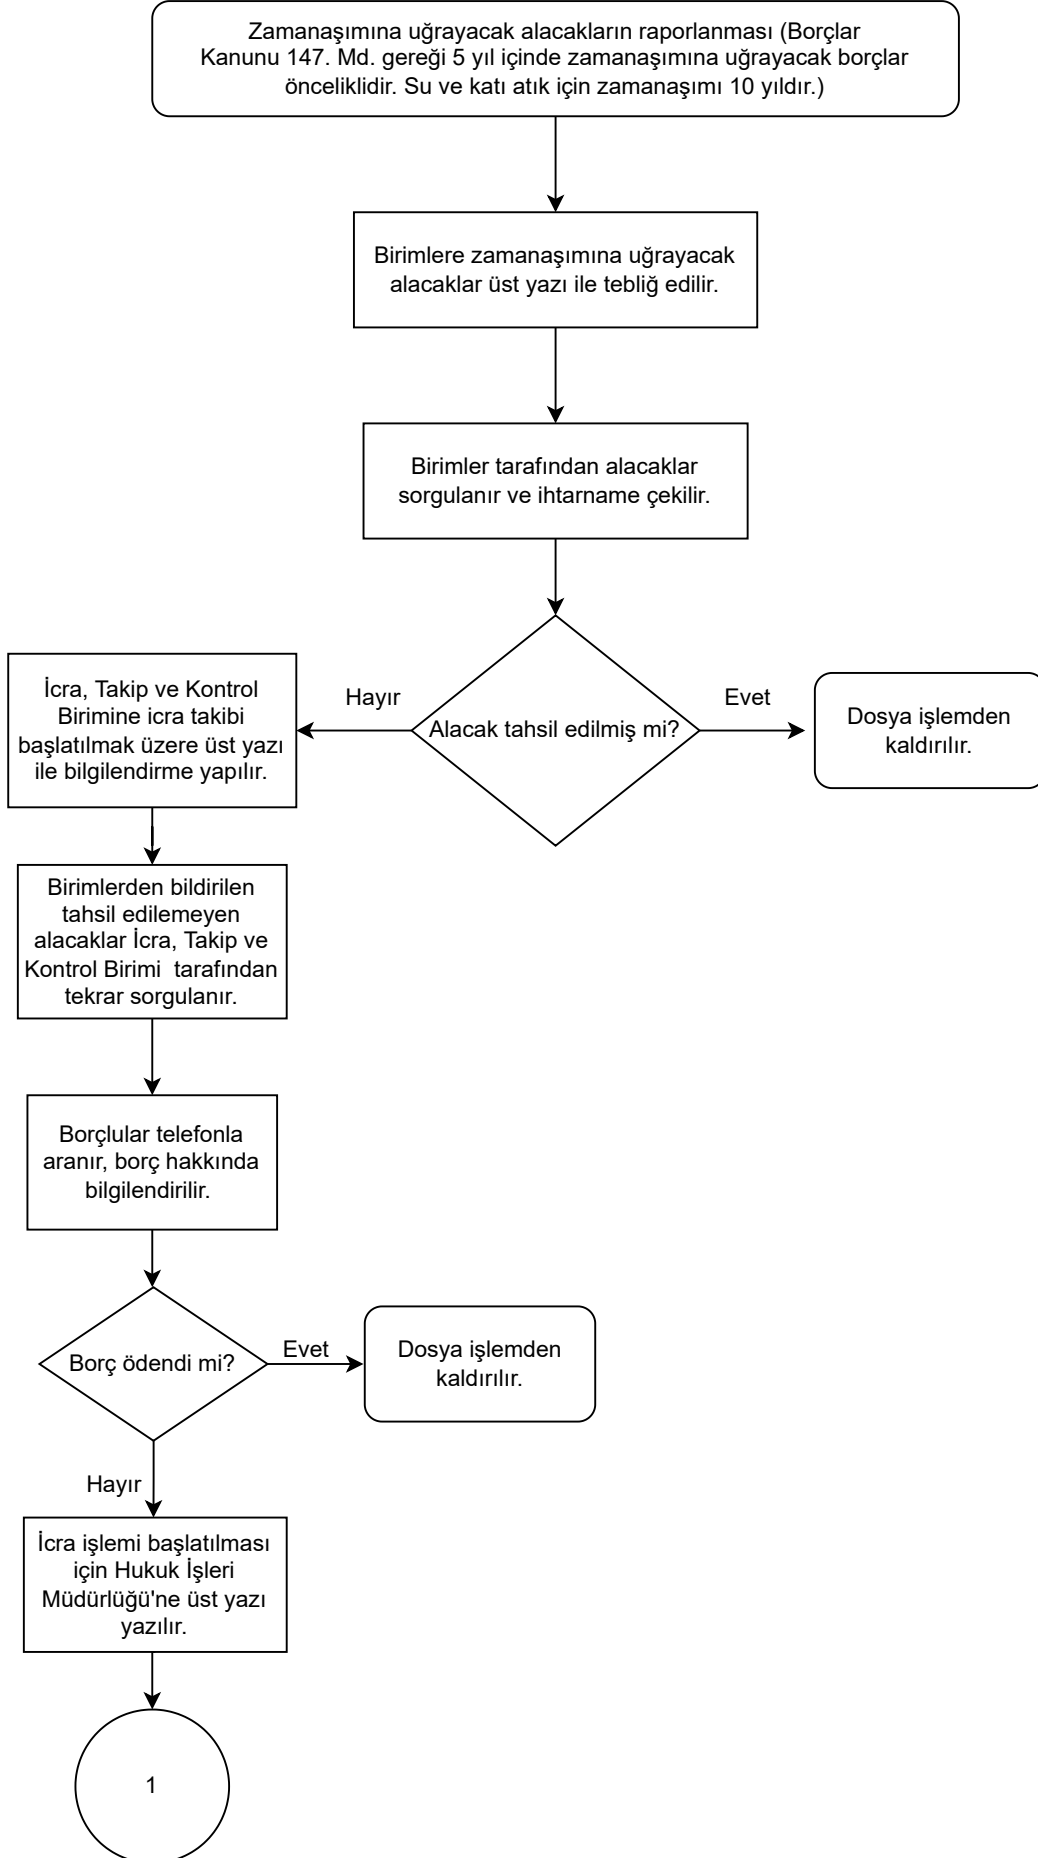 Zamanaşımına uğrayacak alacakların raporlanması (Borçlar
Kanunu 147. Md. gereği 5 yıl içinde zamanaşımına uğrayacak borçlar
önceliklidir. Su ve katı atık için zamanaşımı 10 yıldır.)
Birimlere zamanaşımına uğrayacak
alacaklar üst yazı ile tebliğ edilir.
Birimler tarafından alacaklar
sorgulanır ve ihtarname çekilir.
Alacak tahsil edilmiş mi?
Hayır
Evet
Dosya işlemden
kaldırılır.
İcra, Takip ve Kontrol
Birimine icra takibi
başlatılmak üzere üst yazı
ile bilgilendirme yapılır.
Birimlerden bildirilen
tahsil edilemeyen
alacaklar İcra, Takip ve
Kontrol Birimi  tarafından
tekrar sorgulanır.
Borçlular telefonla
aranır, borç hakkında
bilgilendirilir.
Borç ödendi mi?
Evet
Dosya işlemden
kaldırılır.
Hayır
İcra işlemi başlatılması
için Hukuk İşleri
Müdürlüğü'ne üst yazı
yazılır.
1